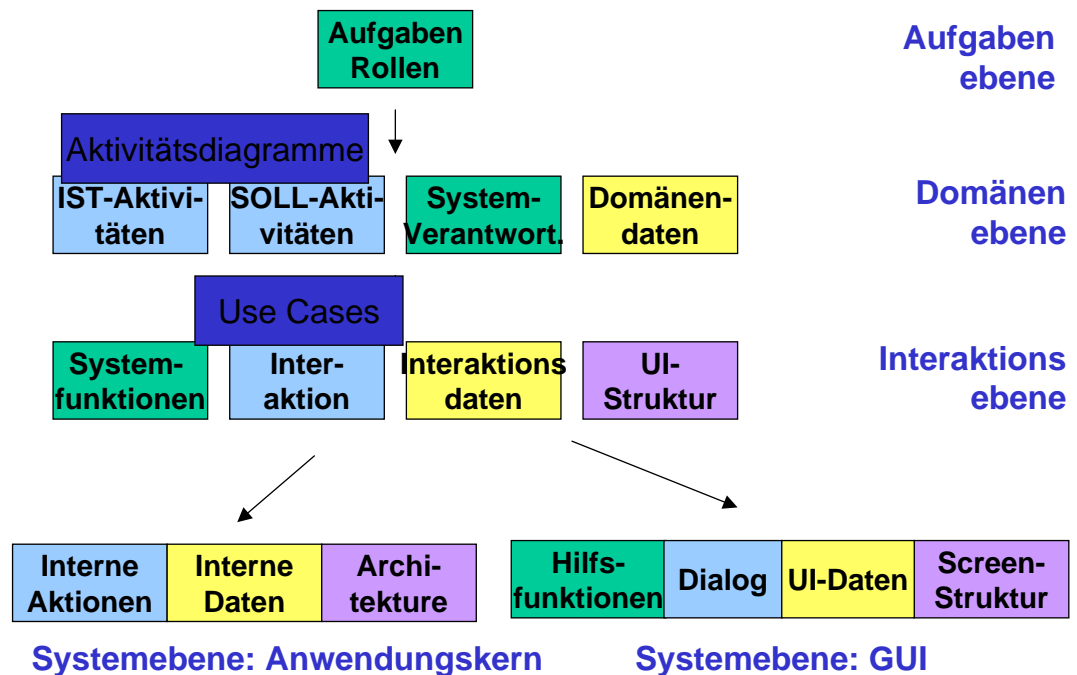 Aufgaben
Rollen
Aufgaben
ebene
Aktivitätsdiagramme
IST-Aktivi-
täten
SOLL-Akti-
vitäten
System-
Verantwort.
Domänen-
daten
Domänen
ebene
Use Cases
System-
funktionen
Inter-
aktion
Interaktions
daten
UI-
Struktur
Interaktions
ebene
Interne
Aktionen
Interne
Daten
Archi-
tekture
Hilfs-
funktionen
Dialog
UI-Daten
Screen-
Struktur
Systemebene: Anwendungskern
Systemebene: GUI